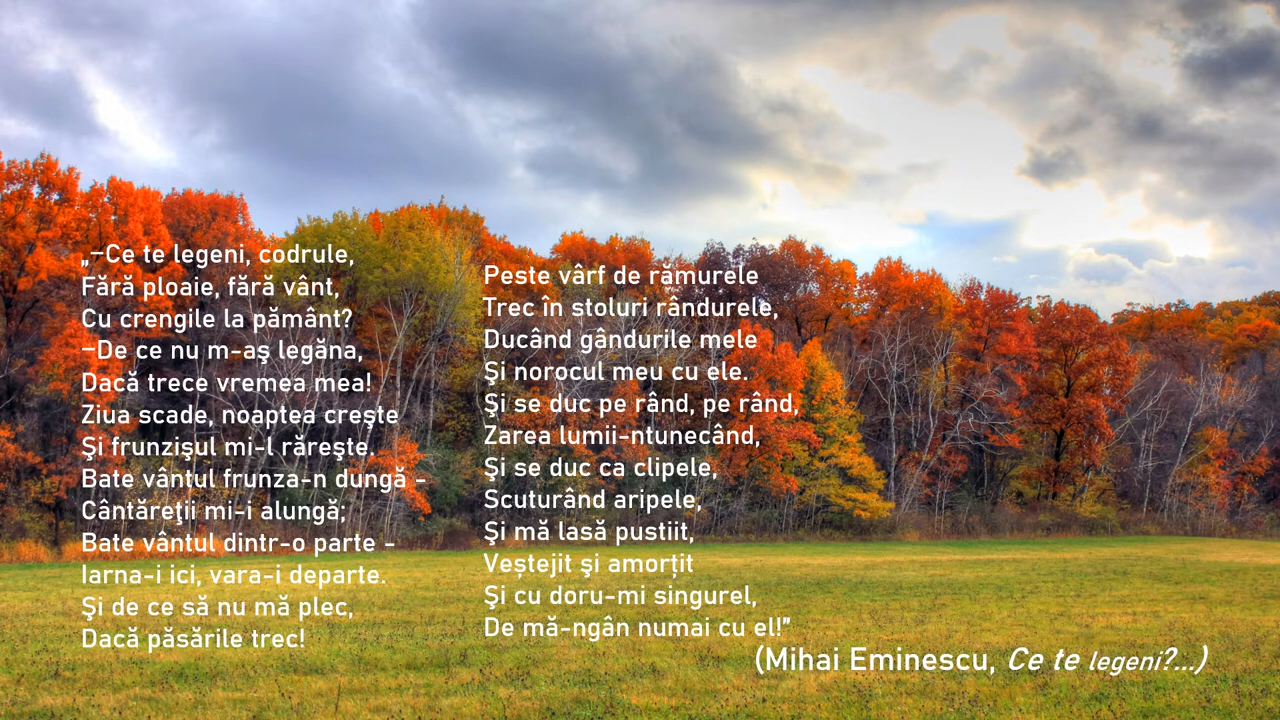 „–Ce te legeni, codrule,
Fără ploaie, fără vânt,
Cu crengile la pământ?
–De ce nu m-aş legăna,
Dacă trece vremea mea!
Ziua scade, noaptea creşte
Şi frunzişul mi-l răreşte.
Bate vântul frunza-n dungă -
Cântăreţii mi-i alungă;
Bate vântul dintr-o parte -
Iarna-i ici, vara-i departe.
Şi de ce să nu mă plec,
Dacă păsările trec!
Peste vârf de rămurele
Trec în stoluri rândurele,
Ducând gândurile mele
Şi norocul meu cu ele.
Şi se duc pe rând, pe rând,
Zarea lumii-ntunecând,
Şi se duc ca clipele,
Scuturând aripele,
Şi mă lasă pustiit,
Veștejit şi amorțit
Şi cu doru-mi singurel,
De mă-ngân numai cu el!”
(Mihai Eminescu, Ce te legeni?...)